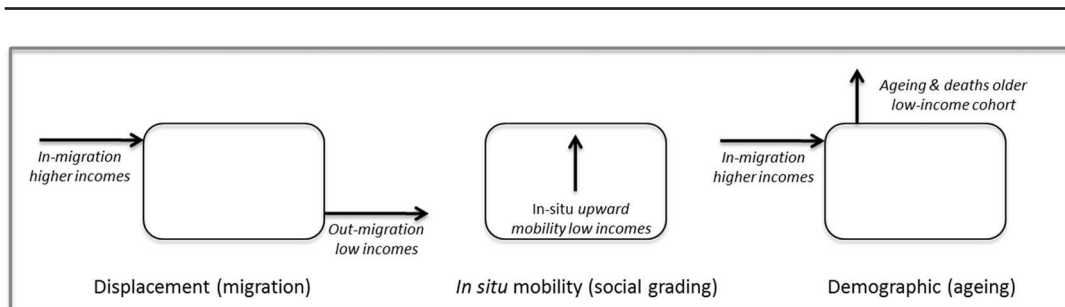 In-migration
higher incomes
Out-migration
low incomes
Displacement (migration)
In-situ upward
mobility low incomes
In situ mobility (social grading)
Ageing & deaths older
low-income cohort
In-migration
higher incomes
Demographic (ageing)